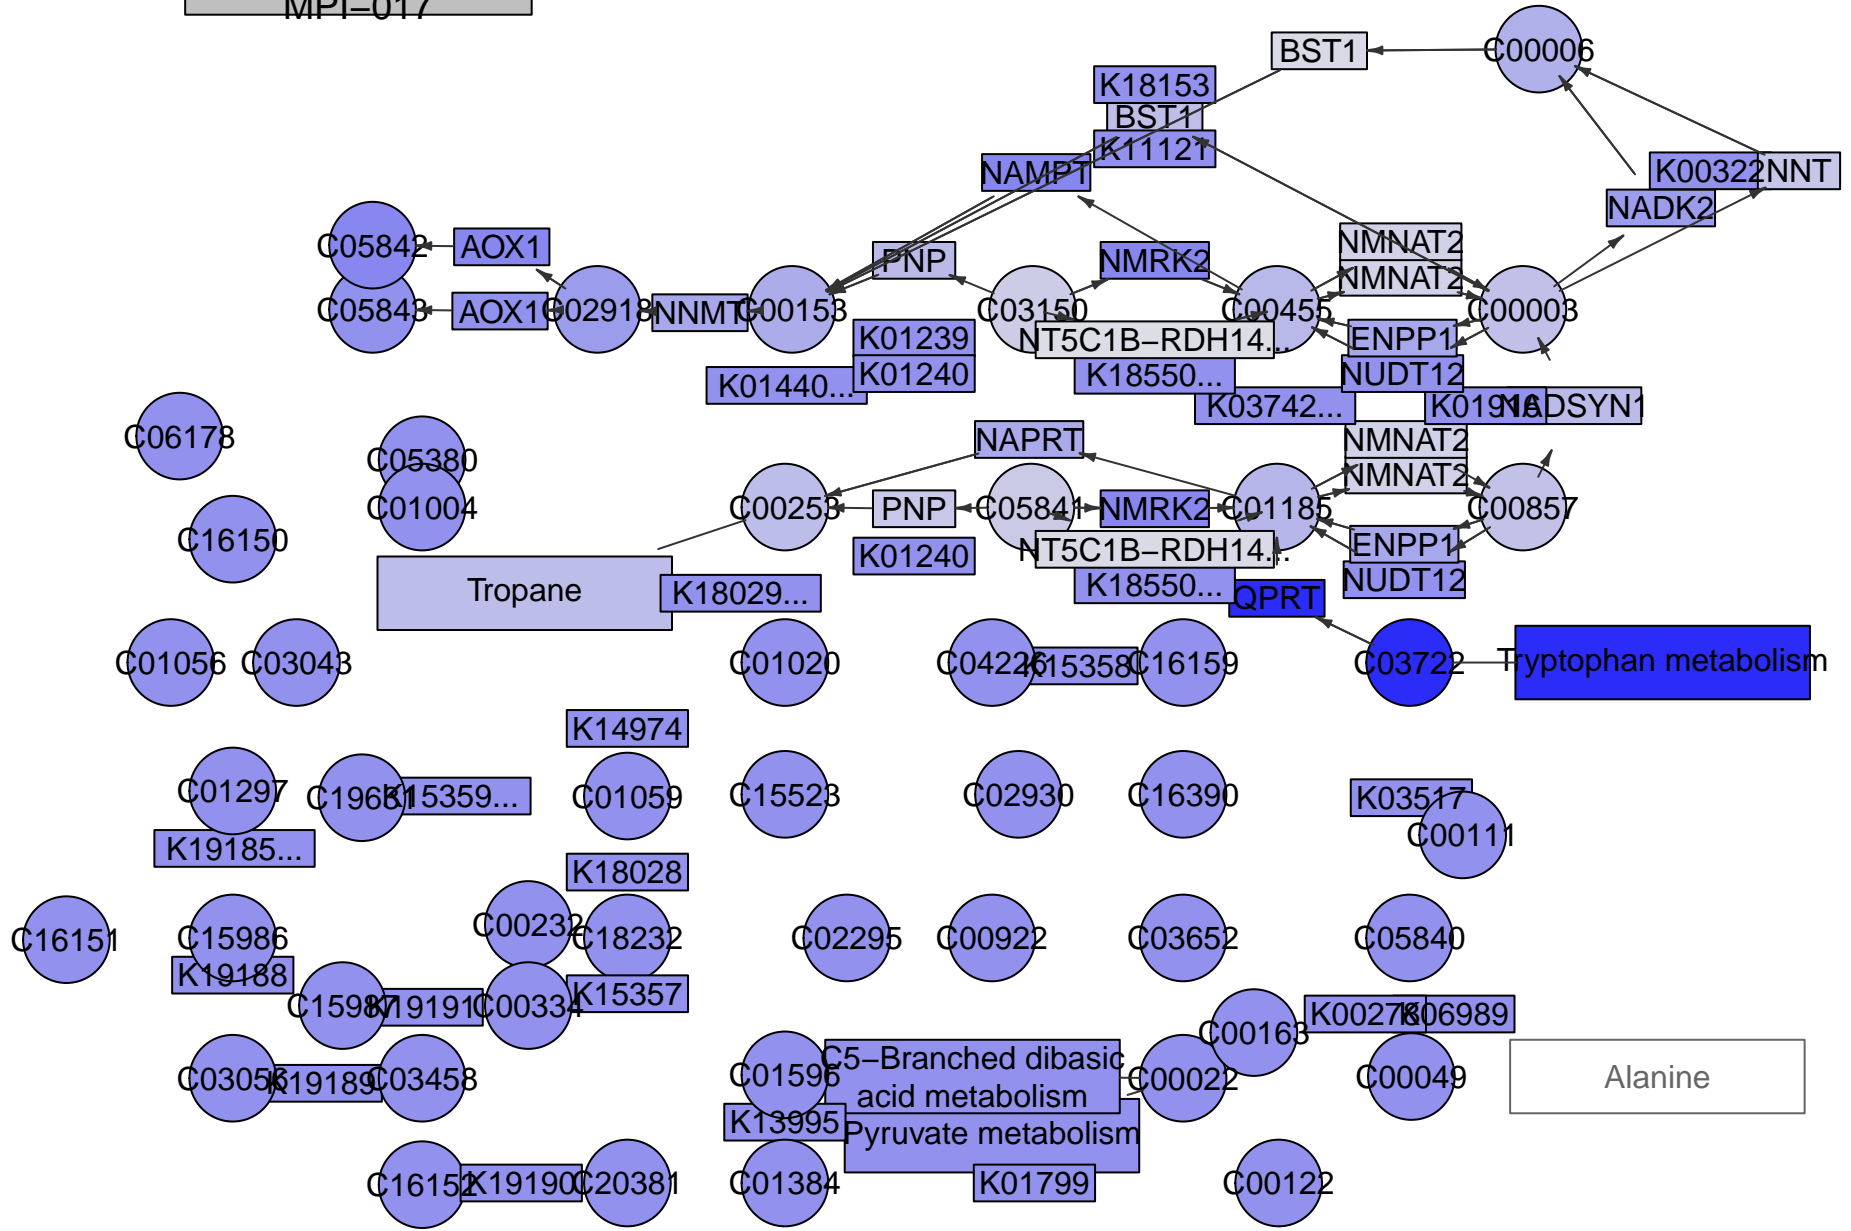 MPI−017
BST1
C00006
K18153
BST1
K11121
NAMPT
K00322
NNT
NADK2
C05842
AOX1
PNP
NMRK2
NMNAT2
NMNAT2
C05843
AOX1
C02918
NNMT
C00153
C03150
C00455
C00003
NT5C1B−RDH14...
K01239
ENPP1
K01440...
K01240
K18550...
NUDT12
K03742...
K01916
NADSYN1
C06178
C05380
NAPRT
NMNAT2
NMNAT2
C01004
C00253
PNP
C05841
NMRK2
C01185
C00857
C16150
K01240
NT5C1B−RDH14...
ENPP1
Tropane
K18029...
K18550...
NUDT12
QPRT
C01056
C03043
C01020
C04226
K15358
C16159
C03722
Tryptophan metabolism
K14974
C01297
C19631
K15359...
C01059
C15523
C02930
C16390
K03517
C00111
K19185...
K18028
C16151
C15986
C00232
C18232
C02295
C00922
C03652
C05840
K19188
C15987
K19191
C00334
K15357
C00163
K00278
K06989
C03056
K19189
C03458
C01596
C5−Branched dibasic
acid metabolism
C00022
C00049
Alanine
K13995
Pyruvate metabolism
C16152
K19190
C20381
C01384
K01799
C00122